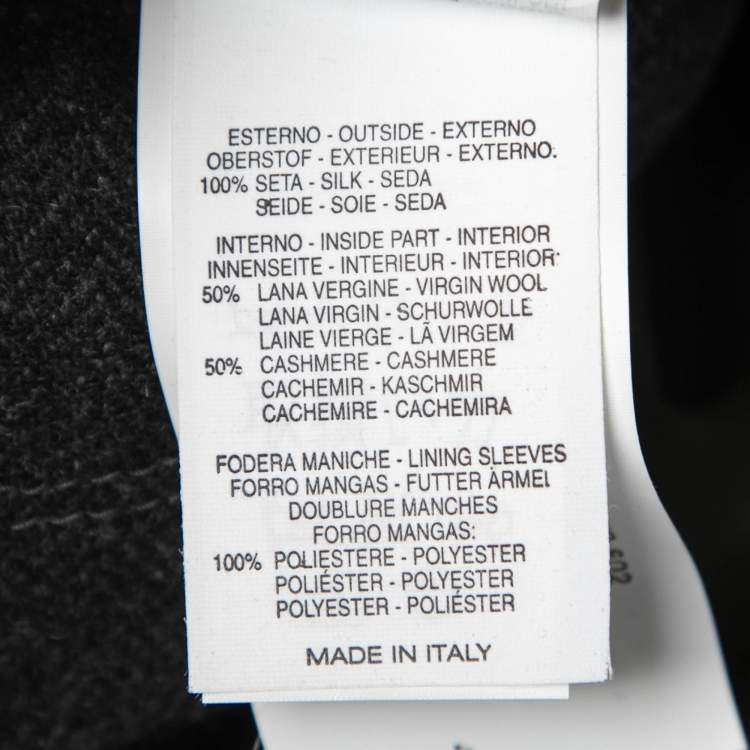 ESTERNO - OUTSIDE - EXTERNO
OBERSTOF - EXTERIEUR - EXTERNO.
100% SETA - SILK - SEDA
SEIDE - SOIE - SEDA
INTERNO - INSIDE PART - INTERIOR
INNENSEITE - INTERIEUR - INTERIOR
50% LANA VERGINE - VIRGIN WOOL
LANA VIRGIN - SCHURWOLLE
LAINE VIERGE - LÃ VIRGEM
50% CASHMERE - CASHMERE
CACHEMIR - KASCHMIR
CACHEMIRE - CACHEMIRA
FODERA MANICHE - LINING SLEEVES
FORRO MANGAS - FUTTER ÄRMEL
DOUBLURE MANCHES
FORRO MANGAS:
100% POLIESTERE - POLYESTER
POLIÉSTER - POLYESTER
POLYESTER - POLIÉSTER
MADE IN ITALY